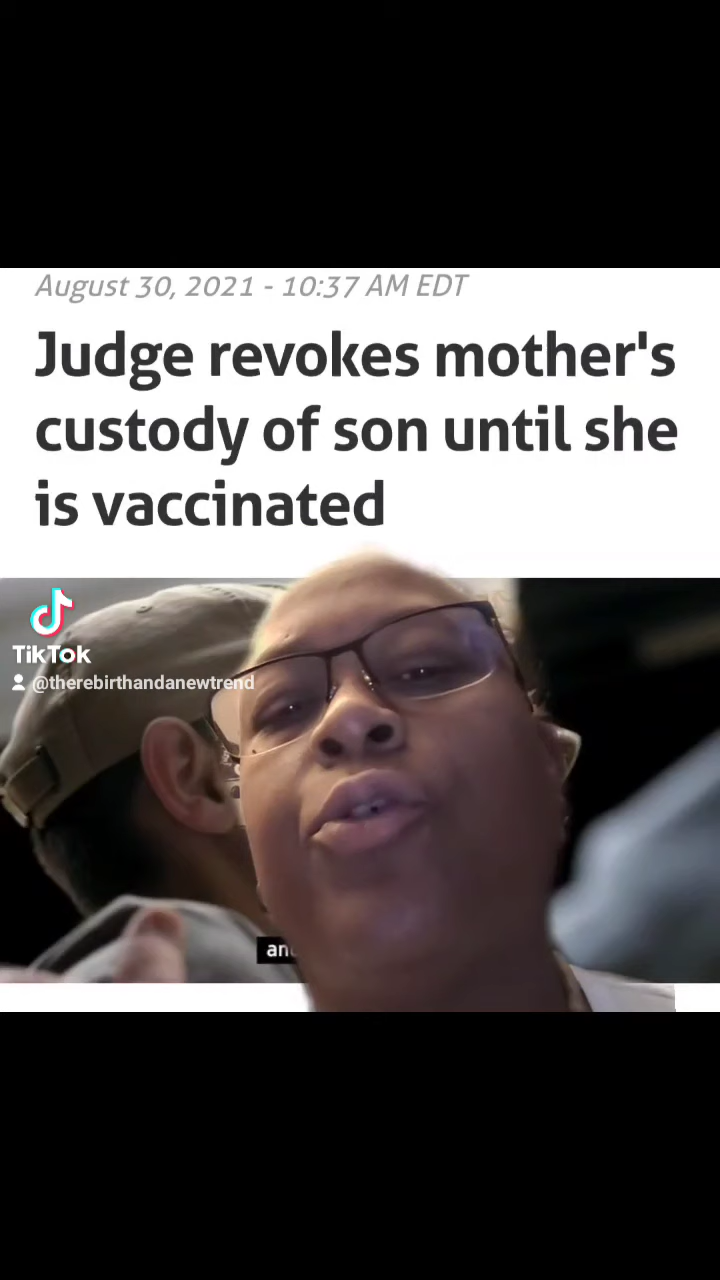 August 30, 2021 - 10:37 AM EDT
Judge revokes mother's
custody of son until she
is vaccinated
TikTok
@therebirthandanewtrend